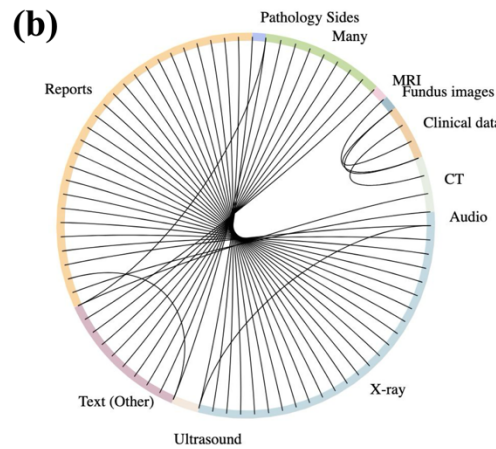 (b)
Pathology Sides
Many
MRI
Fundus images
Clinical data
CT
Audio
X-ray
Ultrasound
Text (Other)
Reports